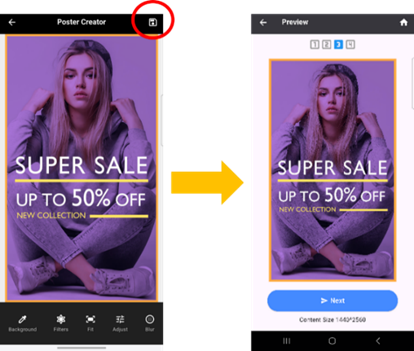 Poster Creator
SUPER SALE
UP TO 50% OFF
NEW COLLECTION
Background
Filters
Fit
Adjust
Blur
Preview
1 2 3 4
SUPER SALE
UP TO 50% OFF
NEW COLLECTION
Next
Content Size 1440*2560